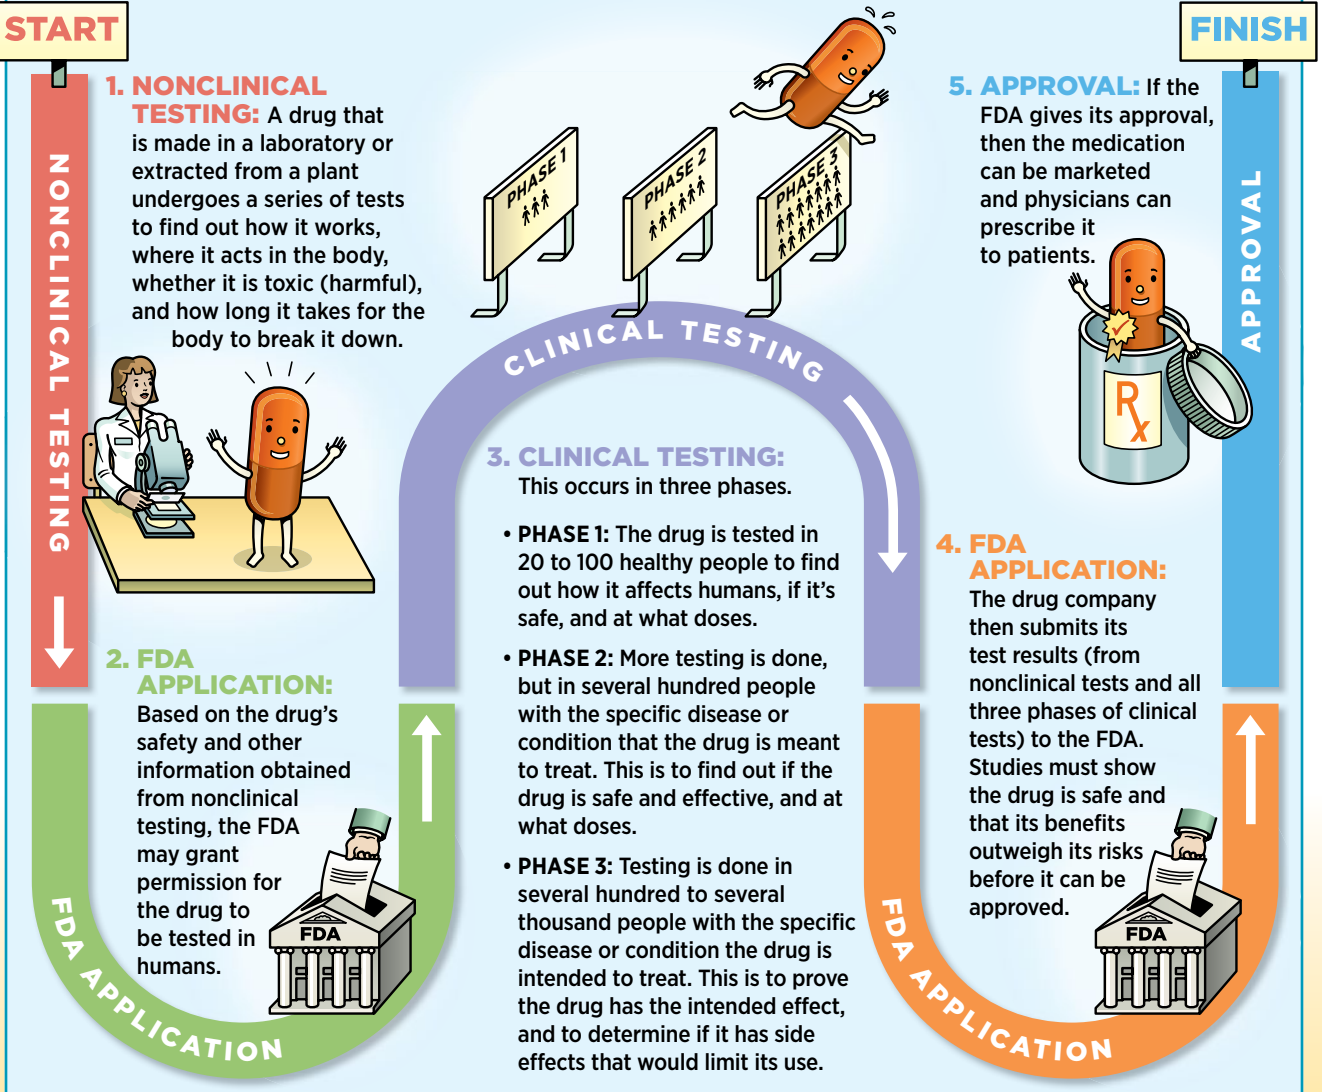 START
FINISH
1. NONCLINICAL
TESTING: A drug that
is made in a laboratory or
extracted from a plant
undergoes a series of tests
to find out how it works,
where it acts in the body,
whether it is toxic (harmful),
and how long it takes for the
body to break it down.
NONCLINICAL TESTING
2. FDA
APPLICATION:
Based on the drug's
safety and other
information obtained
from nonclinical
testing, the FDA
may grant
permission for
the drug to
be tested in
humans.
FDA
FDA APPLICATION
PHASE 1
PHASE 2
PHASE 3
CLINICAL TESTING
3. CLINICAL TESTING:
This occurs in three phases.
• PHASE 1: The drug is tested in
20 to 100 healthy people to find
out how it affects humans, if it's
safe, and at what doses.
• PHASE 2: More testing is done,
but in several hundred people
with the specific disease or
condition that the drug is meant
to treat. This is to find out if the
drug is safe and effective, and at
what doses.
• PHASE 3: Testing is done in
several hundred to several
thousand people with the specific
disease or condition the drug is
intended to treat. This is to prove
the drug has the intended effect,
and to determine if it has side
effects that would limit its use.
4. FDA
APPLICATION:
The drug company
then submits its
test results (from
nonclinical tests and all
three phases of clinical
tests) to the FDA.
Studies must show
the drug is safe and
that its benefits
outweigh its risks
before it can be
approved.
FDA
FDA APPLICATION
5. APPROVAL: If the
FDA gives its approval,
then the medication
can be marketed
and physicians can
prescribe it
to patients.
Rx
APPROVAL